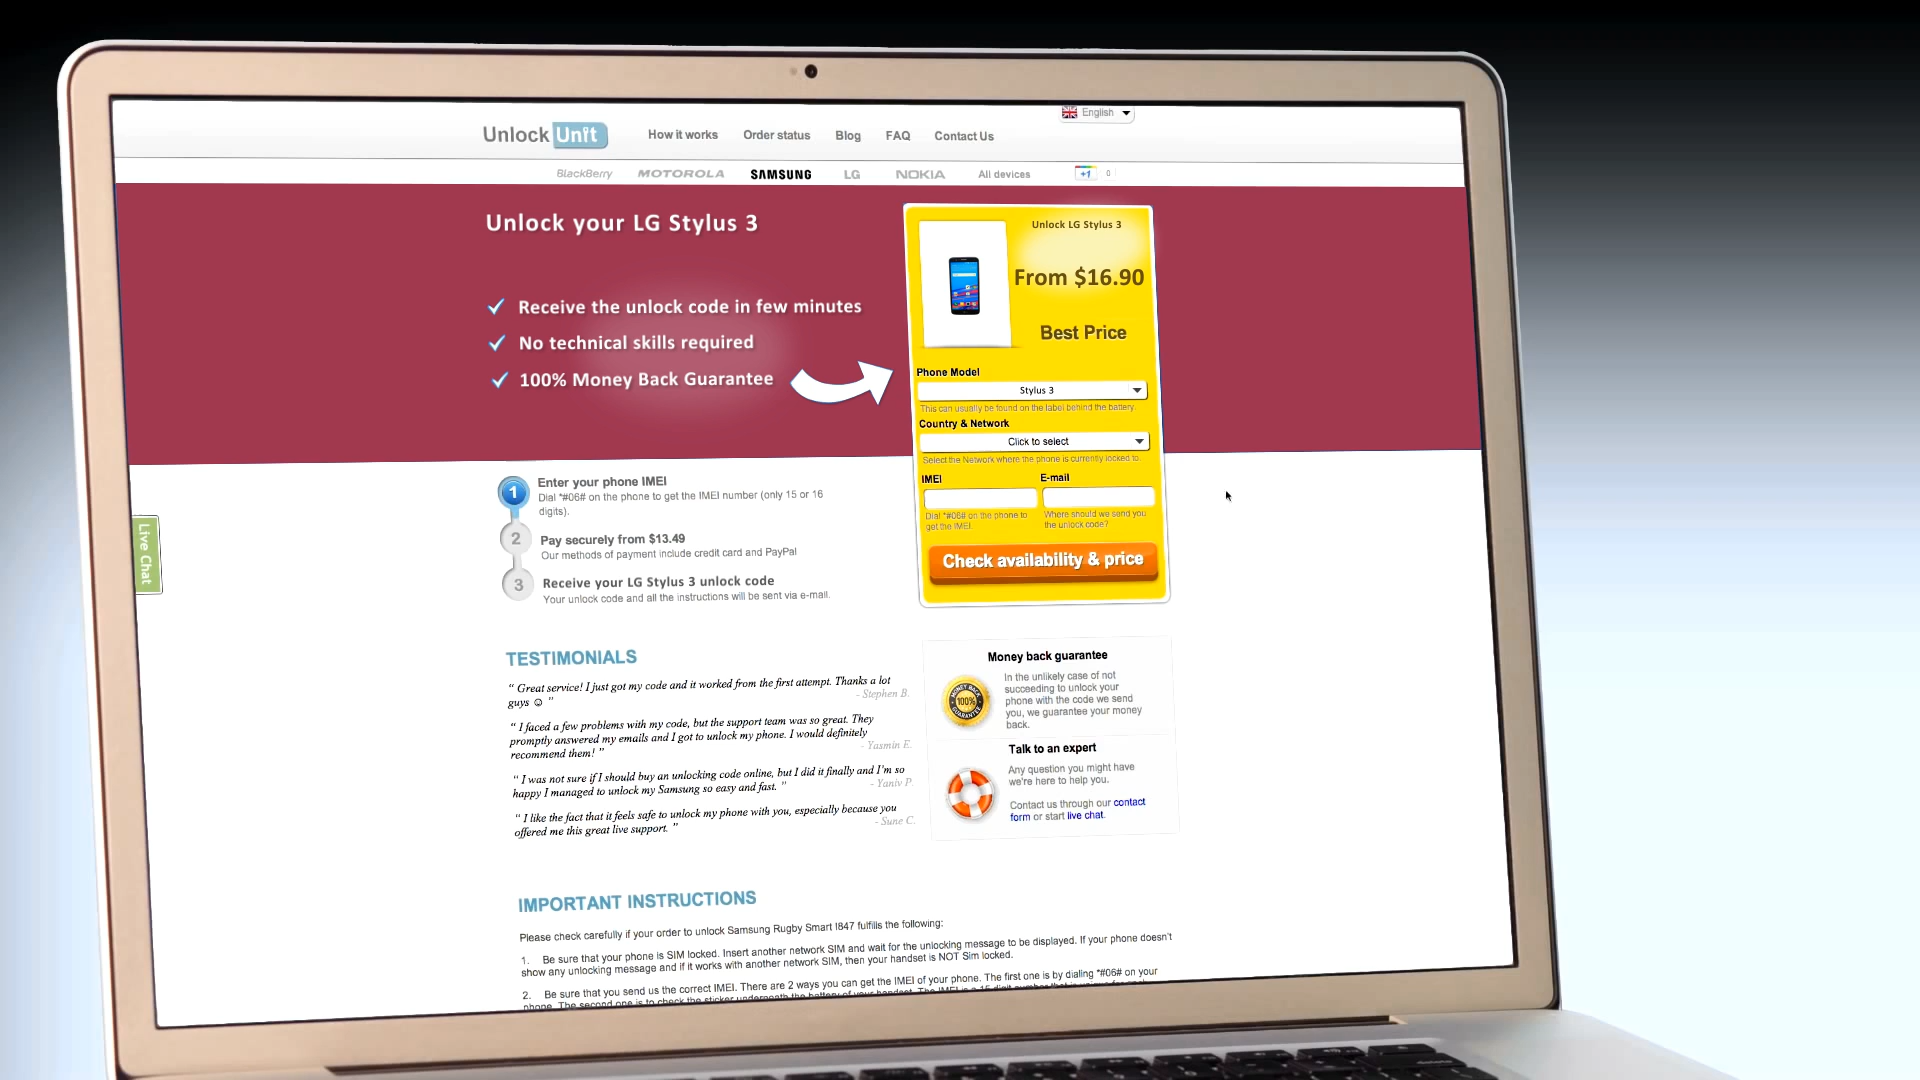 English
Unlock Unit
How it works
Order status
Blog
FAQ
Contact Us
BlackBerry
MOTOROLA
SAMSUNG
LG
NOKIA
All devices
+1
0
Unlock your LG Stylus 3
Receive the unlock code in few minutes
No technical skills required
100% Money Back Guarantee
Unlock LG Stylus 3
From $16.90
Best Price
Phone Model
Stylus 3
This can usually be found on the label behind the battery.
Country & Network
Click to select
Select the Network where the phone is currently locked to.
IMEI
E-mail
Dial *#06# on the phone to
get the IMEI.
Where should we send you
the unlock code?
Check availability & price
Live Chat
1
Enter your phone IMEI
Dial *#06# on the phone to get the IMEI number (only 15 or 16
digits).
2
Pay securely from $13.49
Our methods of payment include credit card and PayPal
3
Receive your LG Stylus 3 unlock code
Your unlock code and all the instructions will be sent via e-mail.
TESTIMONIALS
“ Great service! I just got my code and it worked from the first attempt. Thanks a lot
guys ☺ ”
- Stephen B.
“ I faced a few problems with my code, but the support team was so great. They
promptly answered my emails and I got to unlock my phone. I would definitely
recommend them! ”
- Yasmin E.
“ I was not sure if I should buy an unlocking code online, but I did it finally and I'm so
happy I managed to unlock my Samsung so easy and fast. ”
- Yaniv P.
“ I like the fact that it feels safe to unlock my phone with you, especially because you
offered me this great live support. ”
- Sune C.
Money back guarantee
MONEY BACK
100%
GUARANTEE
In the unlikely case of not
succeeding to unlock your
phone with the code we send
you, we guarantee your money
back.
Talk to an expert
Any question you might have
we're here to help you.
Contact us through our contact
form or start live chat.
IMPORTANT INSTRUCTIONS
Please check carefully if your order to unlock Samsung Rugby Smart I847 fulfills the following:
1. Be sure that your phone is SIM locked. Insert another network SIM and wait for the unlocking message to be displayed. If your phone doesn't
show any unlocking message and if it works with another network SIM, then your handset is NOT Sim locked.
2. Be sure that you send us the correct IMEI. There are 2 ways you can get the IMEI of your phone. The first one is by dialing *#06# on your
phone. The second one is to check the sticker underneath the battery of your handset. The IMEI is a 15 digit number that is